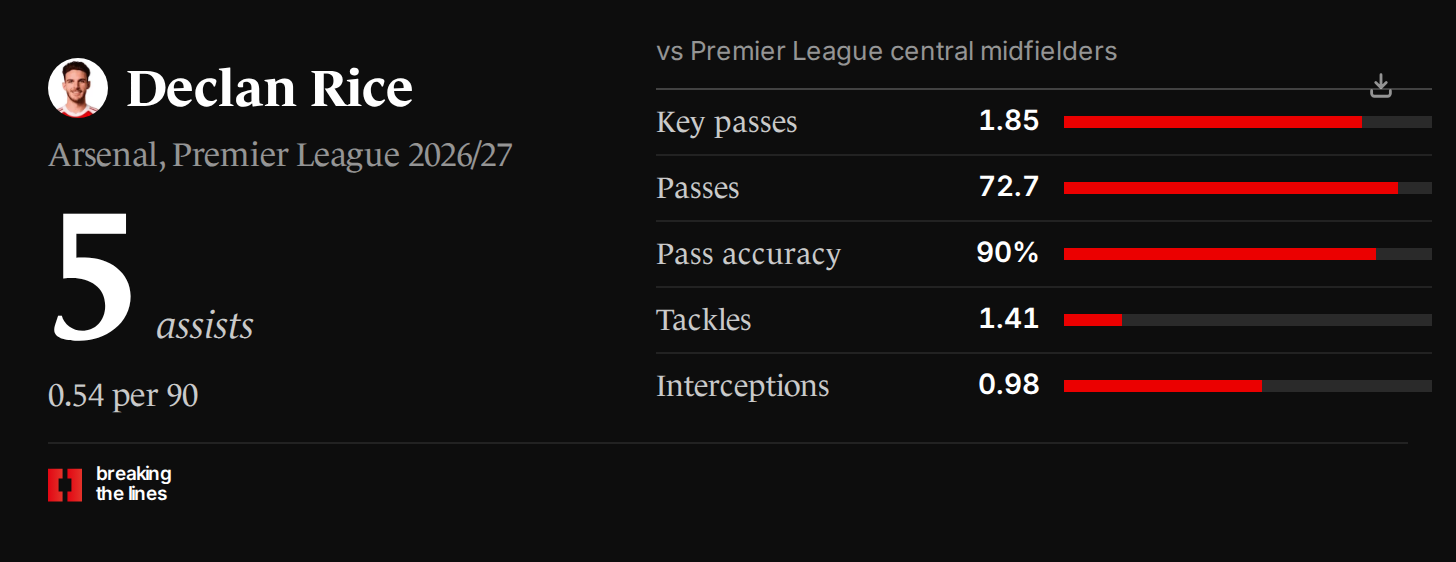 Declan Rice
Arsenal, Premier League 2026/27
5 assists
0.54 per 90
vs Premier League central midfielders
Key passes 1.85
Passes 72.7
Pass accuracy 90%
Tackles 1.41
Interceptions 0.98
breaking
the lines